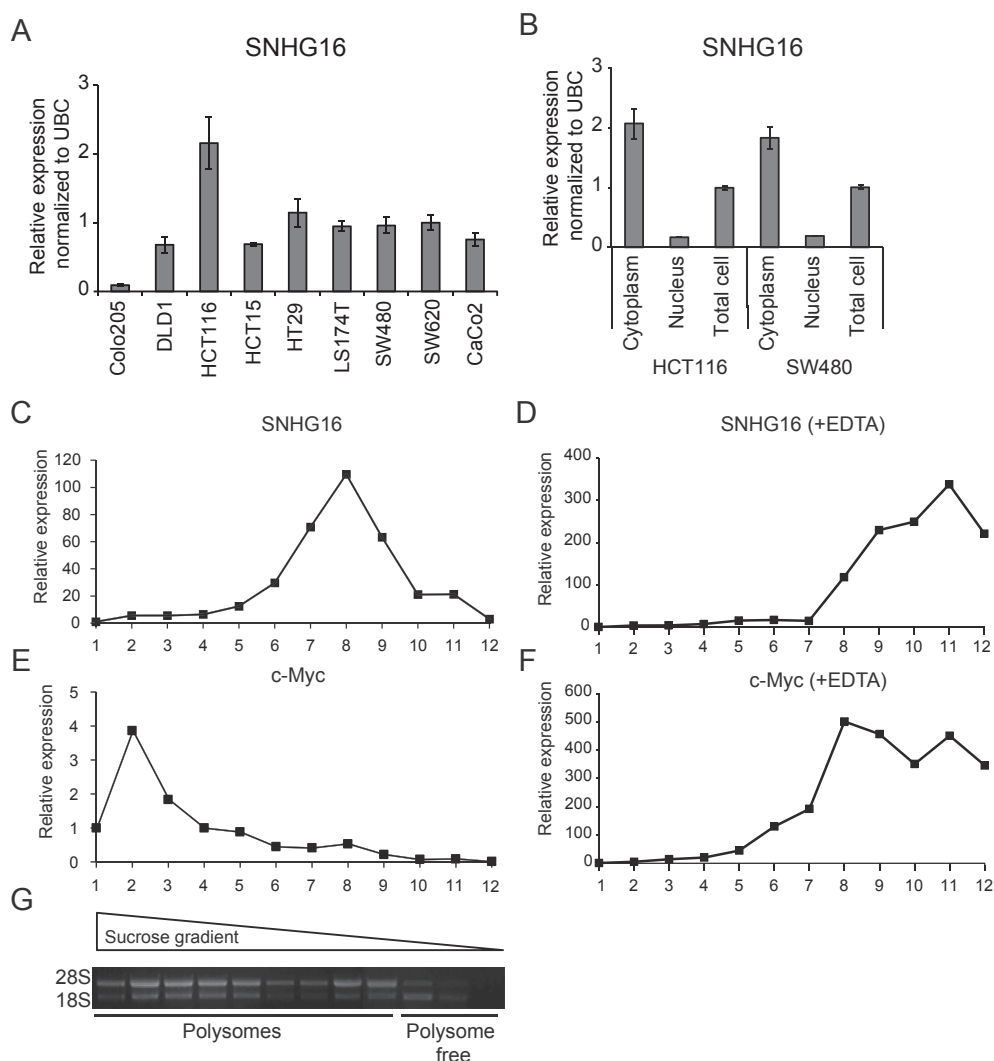 A
SNHG16
Relative expression
normalized to UBC
3
2
1
0
Colo205
DLD1
HCT116
HCT15
HT29
LS174T
SW480
SW620
CaCo2
B
SNHG16
Relative expression
normalized to UBC
3
2
1
0
Cytoplasm
Nucleus
Total cell
Cytoplasm
Nucleus
Total cell
HCT116 SW480
C
SNHG16
Relative expression
120
100
80
60
40
20
0
1 2 3 4 5 6 7 8 9 10 11 12
D
SNHG16 (+EDTA)
Relative expression
400
300
200
100
0
1 2 3 4 5 6 7 8 9 10 11 12
E
c-Myc
Relative expression
5
4
3
2
1
0
1 2 3 4 5 6 7 8 9 10 11 12
F
c-Myc (+EDTA)
Relative expression
600
500
400
300
200
100
0
1 2 3 4 5 6 7 8 9 10 11 12
G
Sucrose gradient
28S
18S
Polysomes
Polysome
free